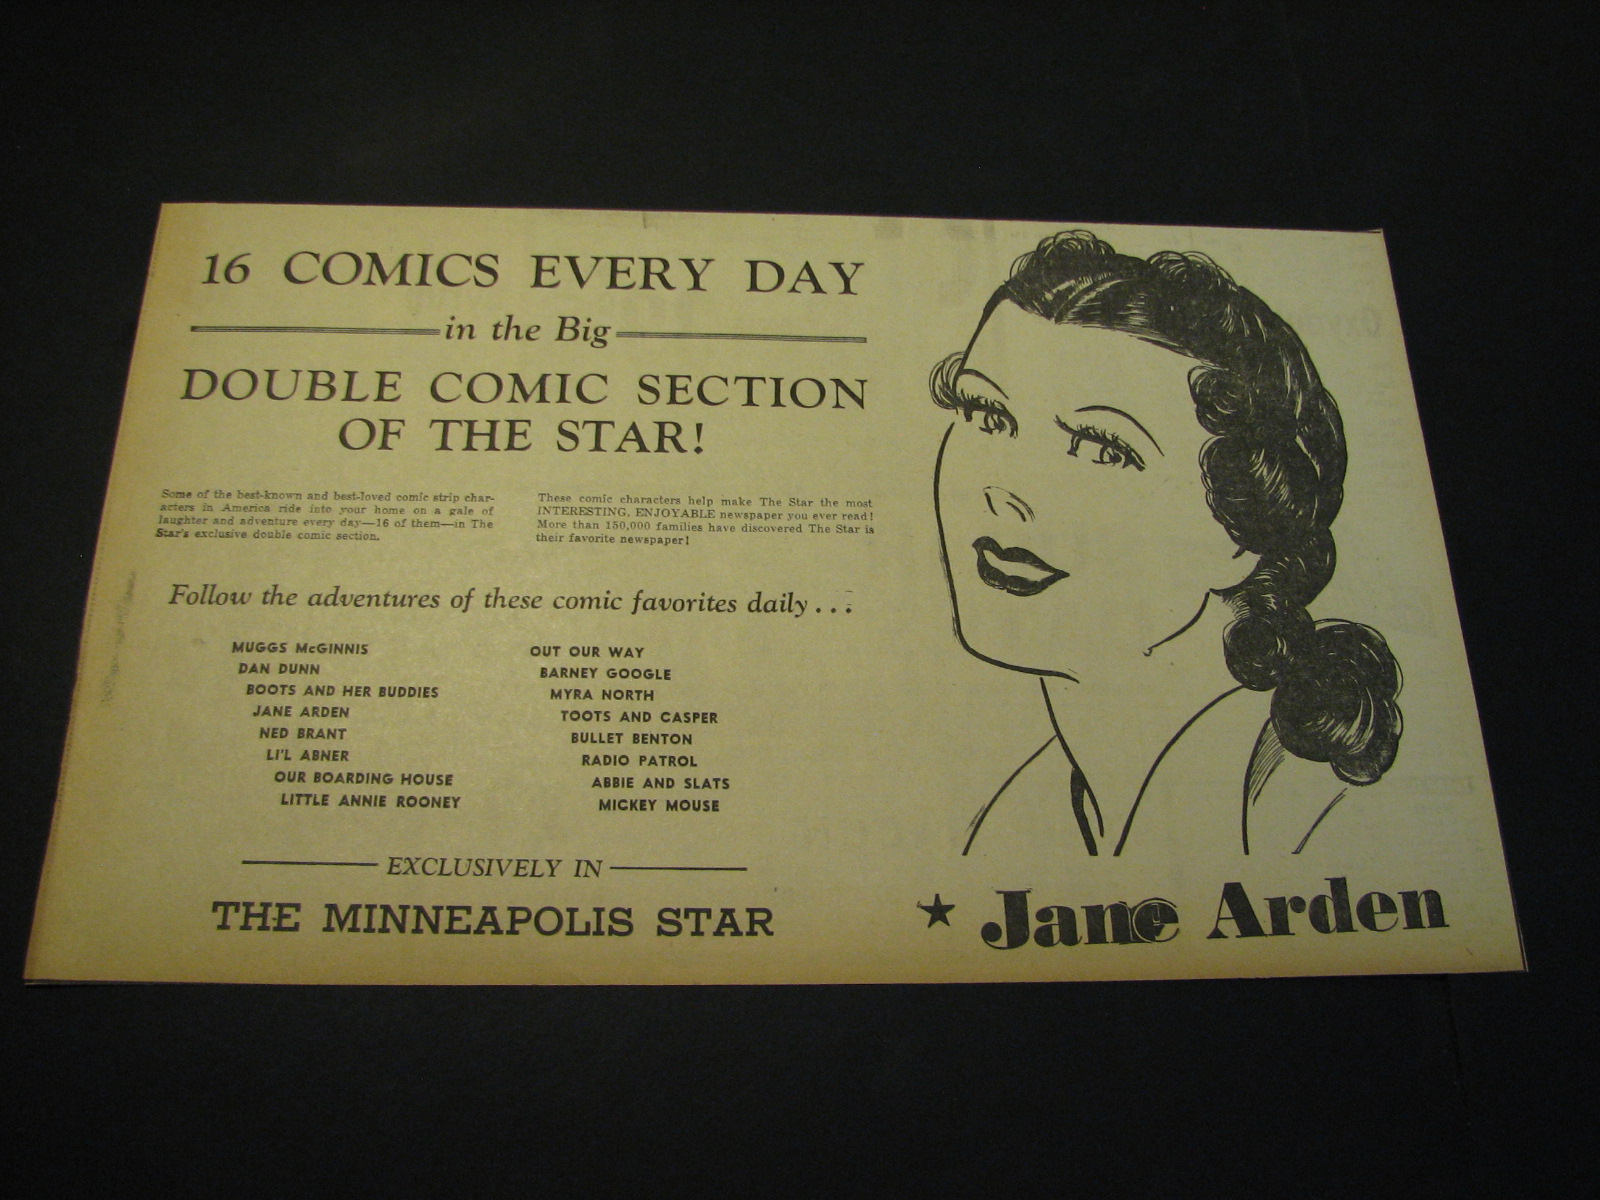 16 COMICS EVERY DAY
in the Big
DOUBLE COMIC SECTION
OF THE STAR!
Some of the best-known and best-loved comic strip char-
acters in America ride into your home on a gale of
laughter and adventure every day—16 of them—in The
Star's exclusive double comic section.
These comic characters help make The Star the most
INTERESTING, ENJOYABLE newspaper you ever read!
More than 150,000 families have discovered The Star is
their favorite newspaper!
Follow the adventures of these comic favorites daily . . .
MUGGS McGINNIS
DAN DUNN
BOOTS AND HER BUDDIES
JANE ARDEN
NED BRANT
LI'L ABNER
OUR BOARDING HOUSE
LITTLE ANNIE ROONEY
OUT OUR WAY
BARNEY GOOGLE
MYRA NORTH
TOOTS AND CASPER
BULLET BENTON
RADIO PATROL
ABBIE AND SLATS
MICKEY MOUSE
EXCLUSIVELY IN
THE MINNEAPOLIS STAR
★ Jane Arden